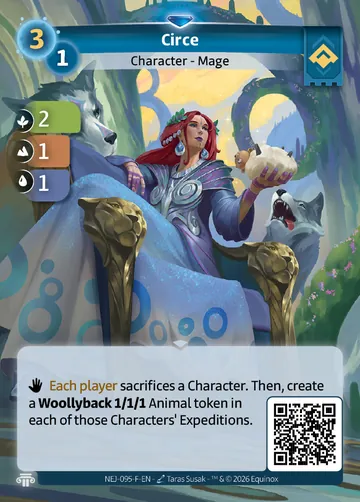 3
1
Circe
Character - Mage
2
1
1
Each player sacrifices a Character. Then, create
a Woollyback 1/1/1 Animal token in
each of those Characters' Expeditions.
NEJ-095-F-EN - Taras Susak - ™ & © 2026 Equinox